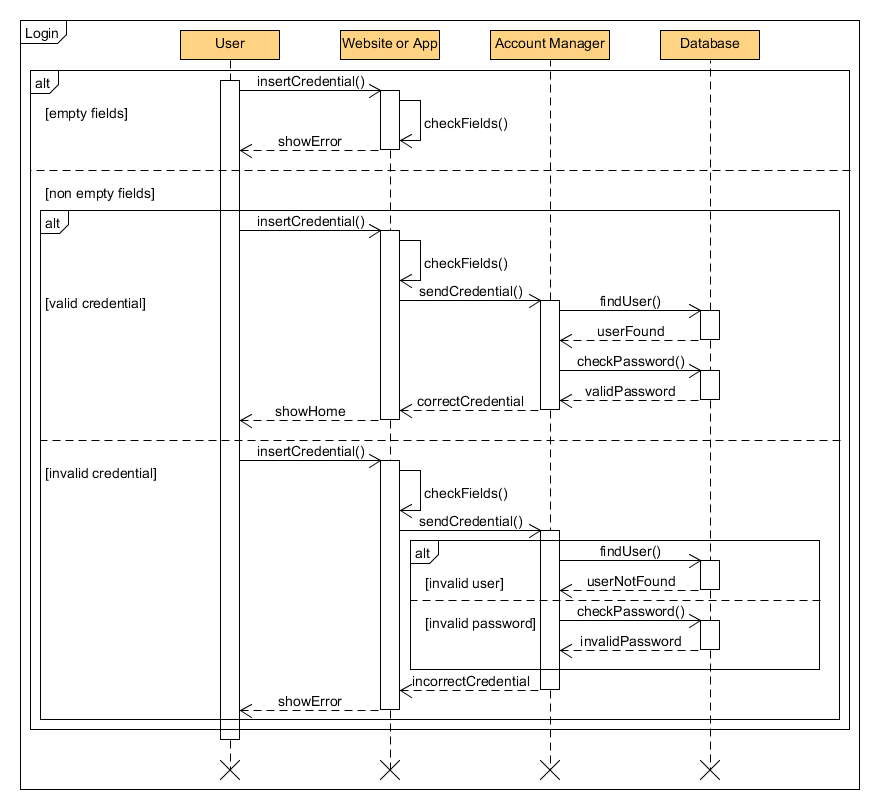 Login
User
Website or App
Account Manager
Database
alt
insertCredential()
[empty fields]
checkFields()
showError
[non empty fields]
alt
insertCredential()
checkFields()
sendCredential()
[valid credential]
findUser()
userFound
checkPassword()
validPassword
correctCredential
showHome
insertCredential()
[invalid credential]
checkFields()
sendCredential()
alt
findUser()
[invalid user]
userNotFound
checkPassword()
[invalid password]
invalidPassword
incorrectCredential
showError